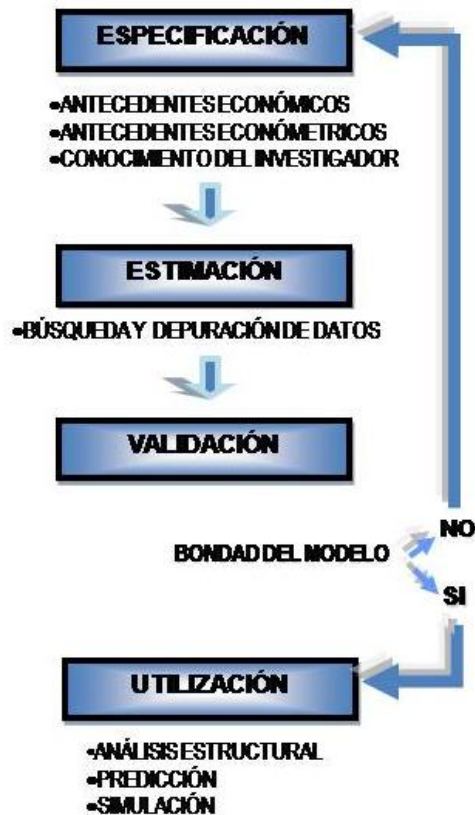 ESPECIFICACIÓN
•ANTECEDENTES ECONÓMICOS
•ANTECEDENTES ECONÓMETRICOS
•CONOCIMIENTO DEL INVESTIGADOR
ESTIMACIÓN
•BÚSQUEDA Y DEPURACIÓN DE DATOS
VALIDACIÓN
NO
BONDAD DEL MODELO
SI
UTILIZACIÓN
•ANÁLISIS ESTRUCTURAL
•PREDICCIÓN
•SIMULACIÓN